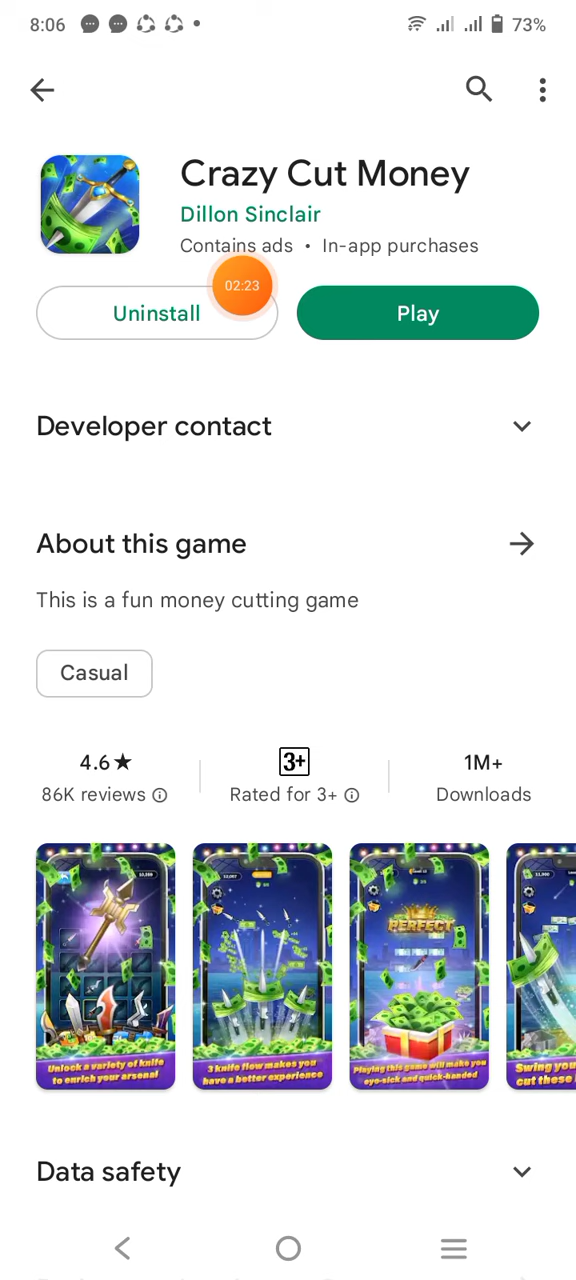 8:06
73%
Crazy Cut Money
Dillon Sinclair
Contains ads • In-app purchases
02:23
Uninstall
Play
Developer contact
About this game
This is a fun money cutting game
Casual
4.6★
86K reviews
3+
Rated for 3+
1M+
Downloads
PERFECT
Unlock a variety of knife
to enrich your arsenal
3 knife flow makes you
have a better experience
Playing this game will make you
eye-sick and quick-handed
Swing you
cut these
Data safety